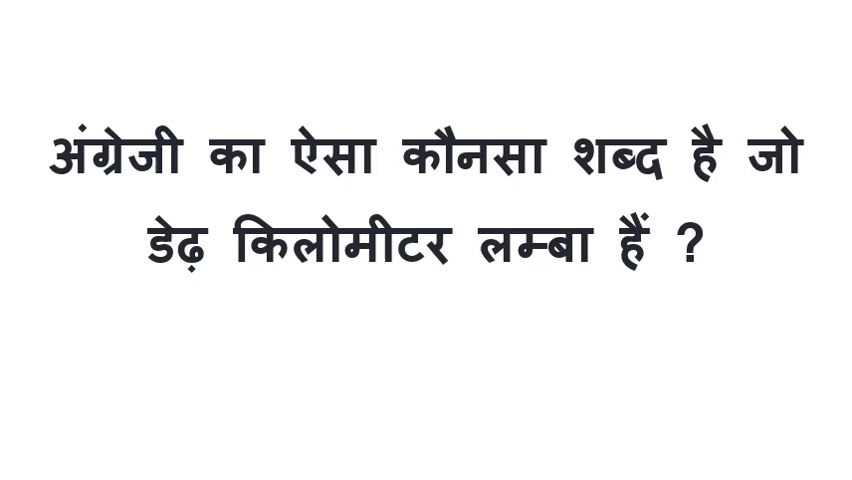 अंग्रेजी का ऐसा कौनसा शब्द है जो
डेढ़ किलोमीटर लम्बा हैं ?